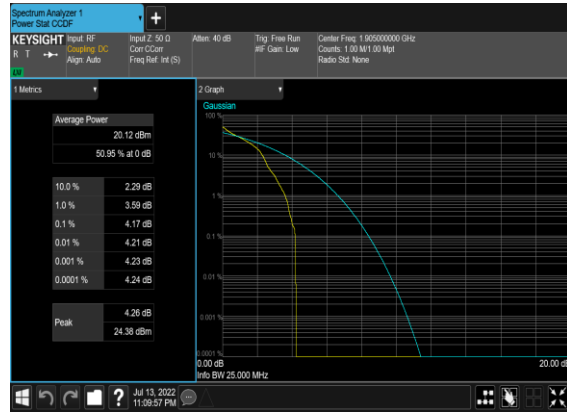 Spectrum Analyzer 1
Power Stat CCDF
+
KEYSIGHT
R T
LXI
Input: RF
Coupling: DC
Align: Auto
Input Z: 50 Ω
Corr CCorr
Freq Ref: Int (S)
Atten: 40 dB
Trig: Free Run
#IF Gain: Low
Center Freq: 1.905000000 GHz
Counts: 1.00 M/1.00 Mpt
Radio Std: None
1 Metrics
Average Power
20.12 dBm
50.95 % at 0 dB
10.0 % 2.29 dB
1.0 % 3.59 dB
0.1 % 4.17 dB
0.01 % 4.21 dB
0.001 % 4.23 dB
0.0001 % 4.24 dB
Peak
4.26 dB
24.38 dBm
2 Graph
Gaussian
100 %
10 %
1 %
0.1 %
0.01 %
0.001 %
0.0001 %
0.00 dB
20.00 dB
Info BW 25.000 MHz
?
Jul 13, 2022
11:09:57 PM